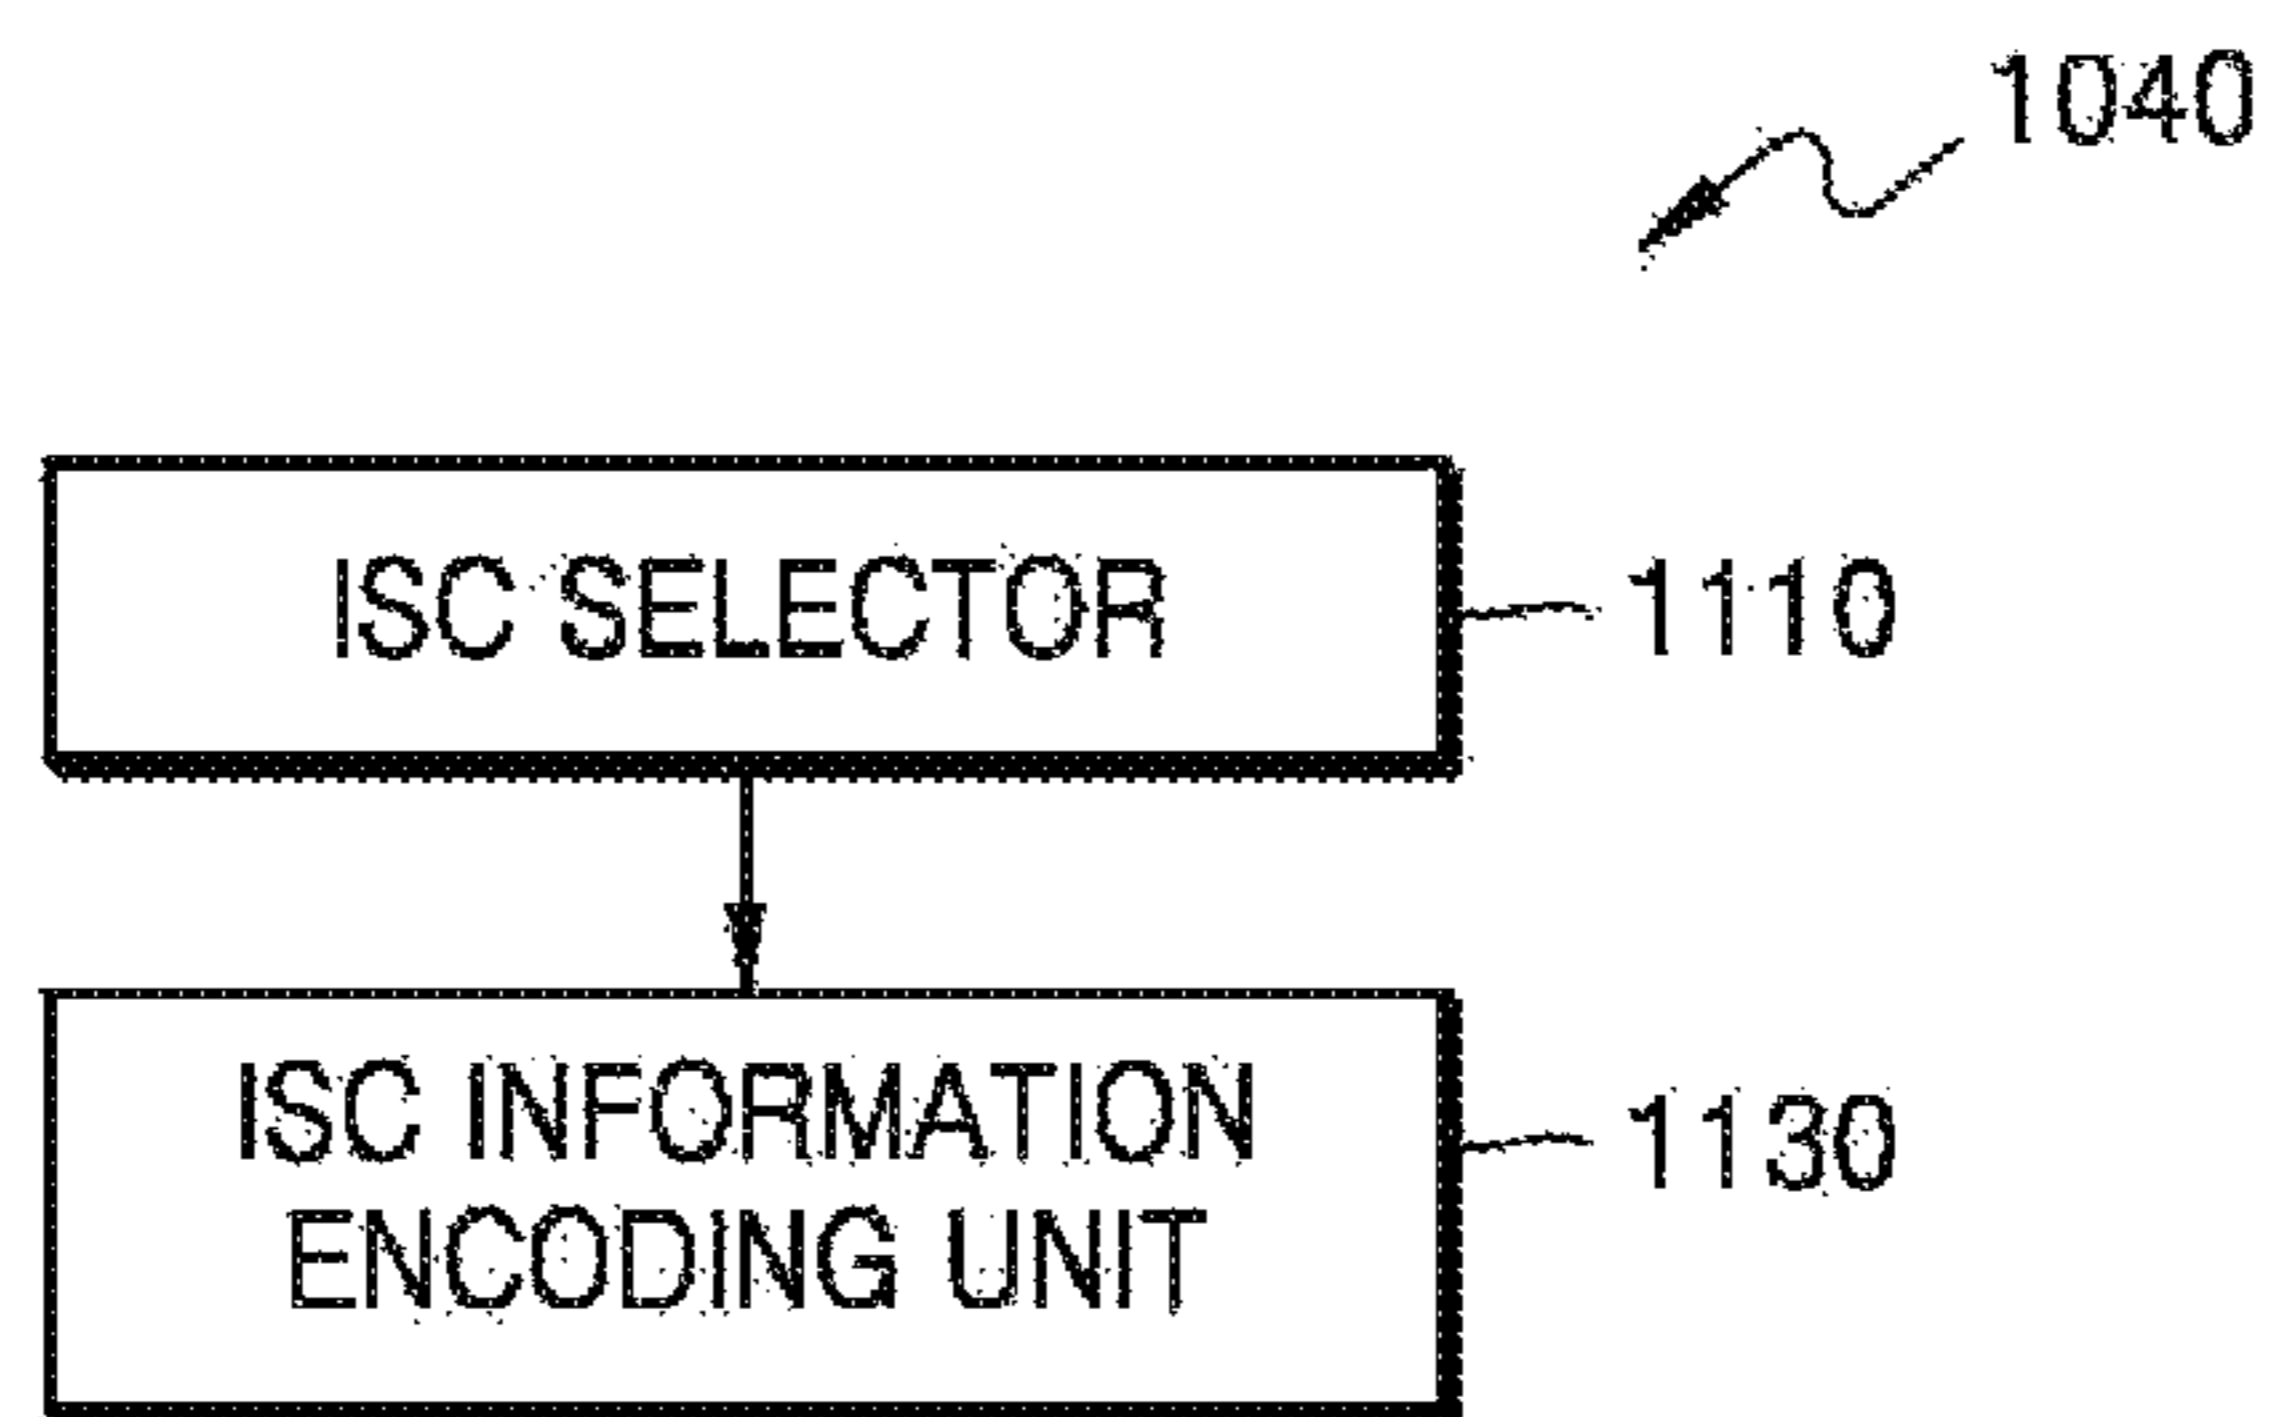 1040
ISC SELECTOR
1110
ISC INFORMATION
ENCODING UNIT
1130